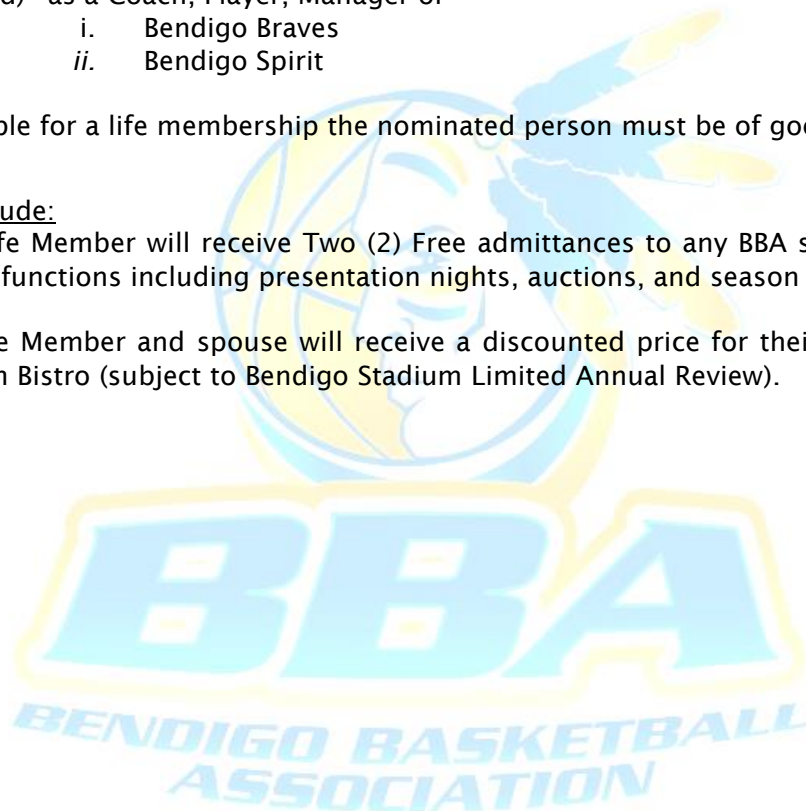 as a Coach, Player, Manager of
i. Bendigo Braves
ii. Bendigo Spirit
ble for a life membership the nominated person must be of goo
ude:
fe Member will receive Two (2) Free admittances to any BBA s
functions including presentation nights, auctions, and season
e Member and spouse will receive a discounted price for thei
n Bistro (subject to Bendigo Stadium Limited Annual Review).
BBA
BENDIGO BASKETBALL
ASSOCIATION